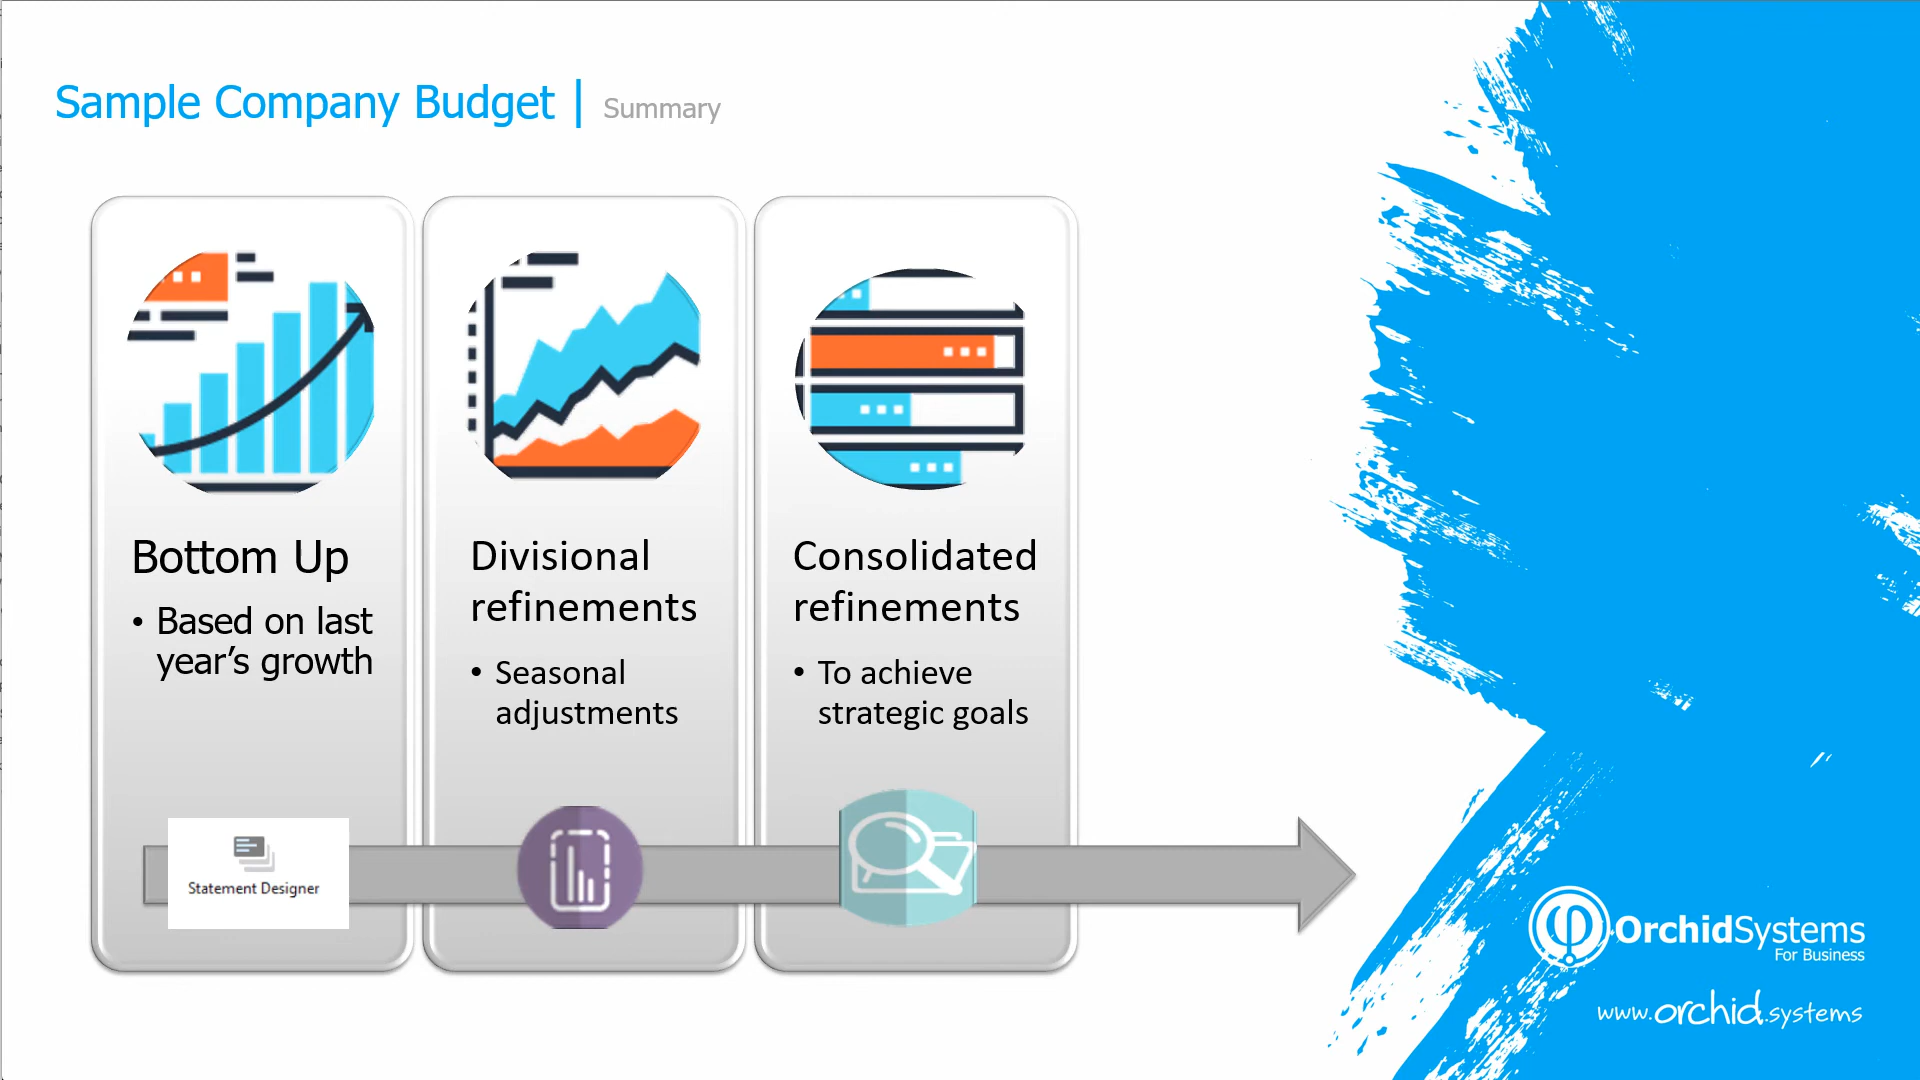 Sample Company Budget | Summary
Bottom Up
• Based on last
year’s growth
Statement Designer
Divisional
refinements
• Seasonal
adjustments
Consolidated
refinements
• To achieve
strategic goals
OrchidSystems
For Business
www.orchid.systems